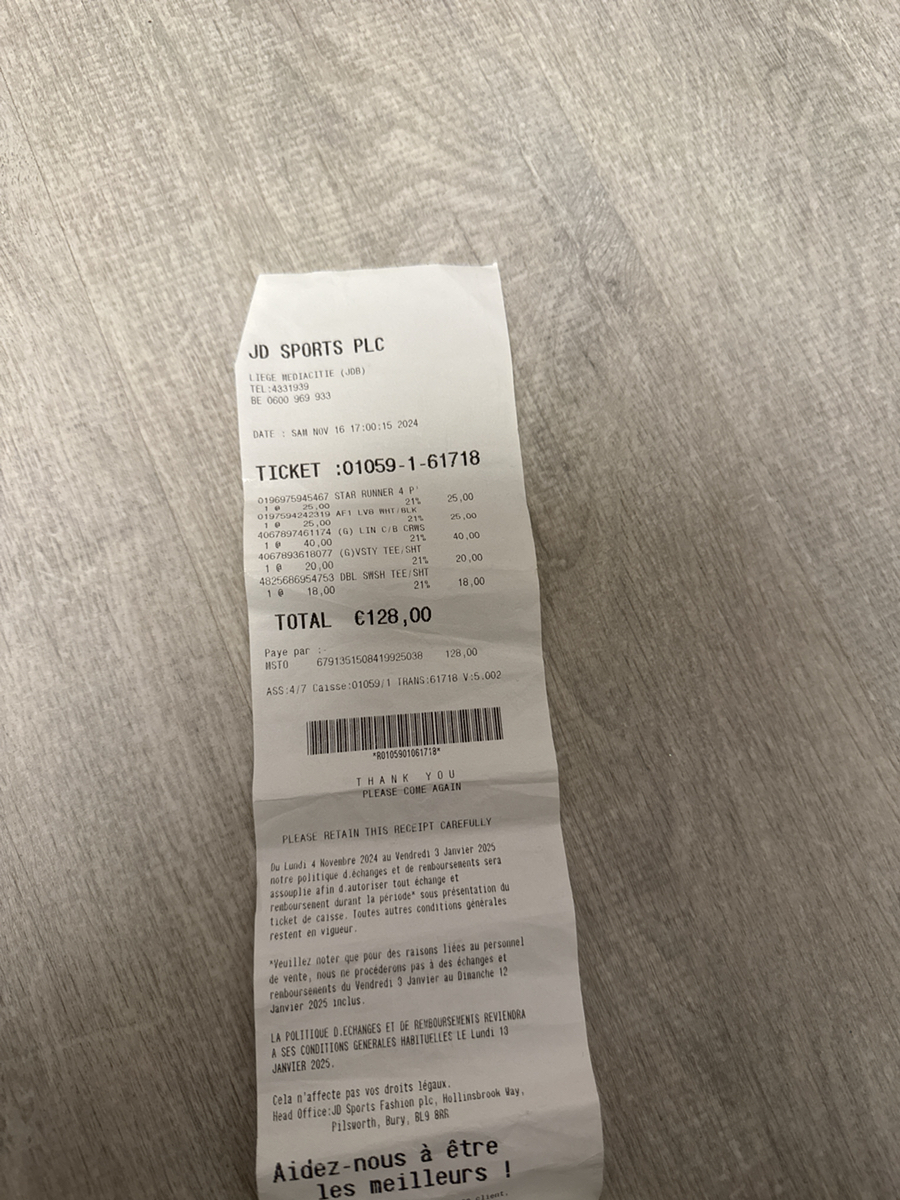 JD SPORTS PLC
LIEGE MEDIACITIE (JDB)
TEL:4331939
BE 0600 969 933
DATE : SAM NOV 16 17:00:15 2024
TICKET :01059-1-61718
0196975945467 STAR RUNNER 4 P'
1 @ 25,00 21% 25,00
0197594242319 AF1 LV8 WHT/BLK
1 @ 25,00 21% 25,00
4067897461174 (G) LIN C/B CRWS
1 @ 40,00 21% 40,00
4067893618077 (G)VSTY TEE/SHT
1 @ 20,00 21% 20,00
4825686954753 DBL SWSH TEE/SHT
1 @ 18,00 21% 18,00
TOTAL €128,00
Paye par :-
MSTO 6791351508419925038 128,00
ASS:4/7 Caisse:01059/1 TRANS:61718 V:5.002
*R0105901061718*
THANK YOU
PLEASE COME AGAIN
PLEASE RETAIN THIS RECEIPT CAREFULLY
Du Lundi 4 Novembre 2024 au Vendredi 3 Janvier 2025
notre politique d.échanges et de remboursements sera
assouplie afin d.autoriser tout échange et
remboursement durant la période* sous présentation du
ticket de caisse. Toutes autres conditions générales
restent en vigueur.
*Veuillez noter que pour des raisons liées au personnel
de vente, nous ne procéderons pas à des échanges et
remboursements du Vendredi 3 Janvier au Dimanche 12
Janvier 2025 inclus.
LA POLITIQUE D.ECHANGES ET DE REMBOURSEMENTS REVIENDRA
A SES CONDITIONS GENERALES HABITUELLES LE Lundi 13
JANVIER 2025.
Cela n'affecte pas vos droits légaux.
Head Office:JD Sports Fashion plc, Hollinsbrook Way,
Pilsworth, Bury, BL9 8RR
Aidez-nous à être
les meilleurs !
client.